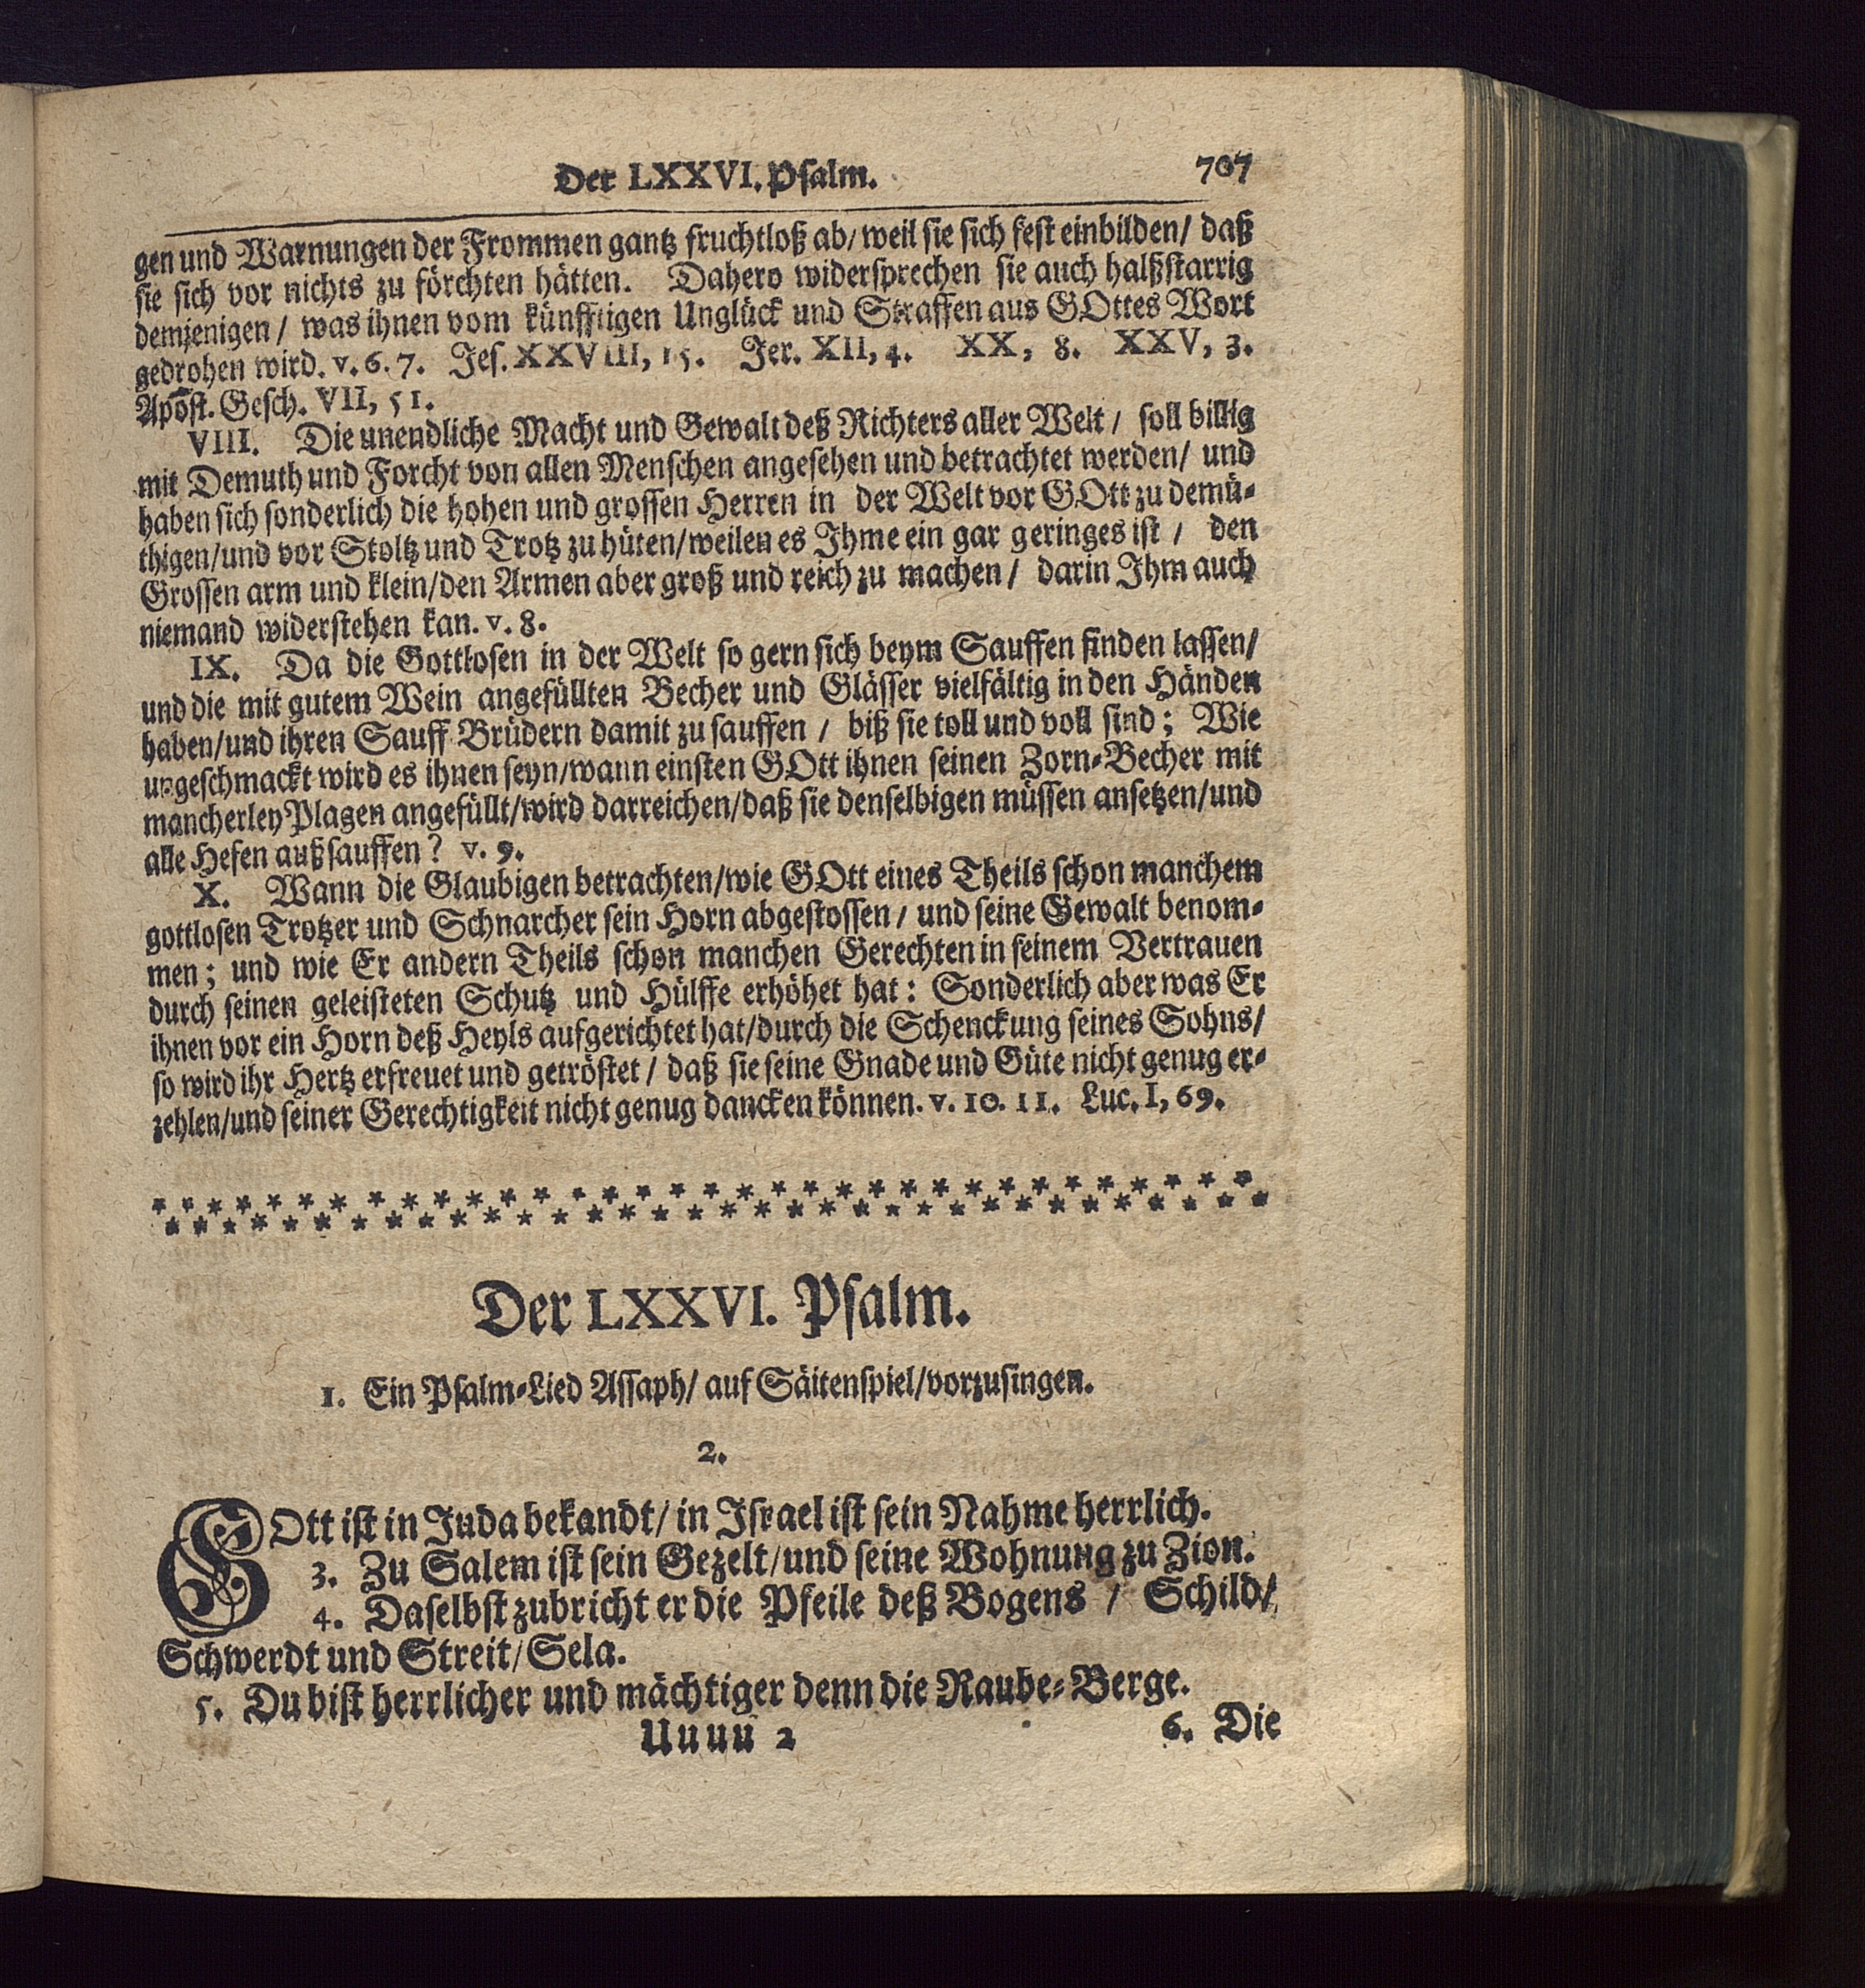 Der LXXVI. Psalm. 707
gen und Warnungen der Frommen gantz fruchtloß ab/ weil sie sich fest einbilden/ daß
sie sich vor nichts zu förchten hätten. Dahero widersprechen sie auch halßstarrig
demjenigen/ was ihnen vom künfftigen Unglück und Straffen aus GOttes Wort
gedrohen wird. v. 6. 7. Jes. XXVIII, 15. Jer. XII, 4. XX, 8. XXV, 3.
Apost. Gesch. VII, 51.
VIII. Die unendliche Macht und Gewalt deß Richters aller Welt/ soll billig
mit Demuth und Forcht von allen Menschen angesehen und betrachtet werden/ und
haben sich sonderlich die hohen und grossen Herren in der Welt vor GOtt zu demü-
thigen/und vor Stoltz und Trotz zu hüten/weilen es Ihme ein gar geringes ist/ den
Grossen arm und klein/den Armen aber groß und reich zu machen/ darin Ihm auch
niemand widerstehen kan. v. 8.
IX. Da die Gottlosen in der Welt so gern sich beym Sauffen finden lassen/
und die mit gutem Wein angefüllten Becher und Glässer vielfältig in den Händen
haben/und ihren Sauff Brüdern damit zu sauffen/ biß sie toll und voll sind; Wie
ungeschmackt wird es ihnen seyn/wann einsten GOtt ihnen seinen Zorn-Becher mit
mancherley Plagen angefüllt/wird darreichen/daß sie denselbigen müssen ansetzen/und
alle Hefen außsauffen? v. 9.
X. Wann die Glaubigen betrachten/wie GOtt eines Theils schon manchem
gottlosen Trotzer und Schnarcher sein Horn abgestossen/ und seine Gewalt benom-
men; und wie Er andern Theils schon manchen Gerechten in seinem Vertrauen
durch seinen geleisteten Schutz und Hülffe erhöhet hat: Sonderlich aber was Er
ihnen vor ein Horn deß Heyls aufgerichtet hat/durch die Schenckung seines Sohns/
so wird ihr Hertz erfreuet und getröstet/ daß sie seine Gnade und Güte nicht genug er-
zehlen/und seiner Gerechtigkeit nicht genug dancken können. v. 10. 11. Luc. I, 69.
Der LXXVI. Psalm.
1. Ein Psalm-Lied Assaph/ auf Säitenspiel/vorzusingen.
2.
GOtt ist in Juda bekandt/ in Israel ist sein Nahme herrlich.
3. Zu Salem ist sein Gezelt/und seine Wohnung zu Zion.
4. Daselbst zubricht er die Pfeile deß Bogens / Schild/
Schwerdt und Streit/ Sela.
5. Du bist herrlicher und mächtiger denn die Raube-Berge.
Uuuu 2 6. Die